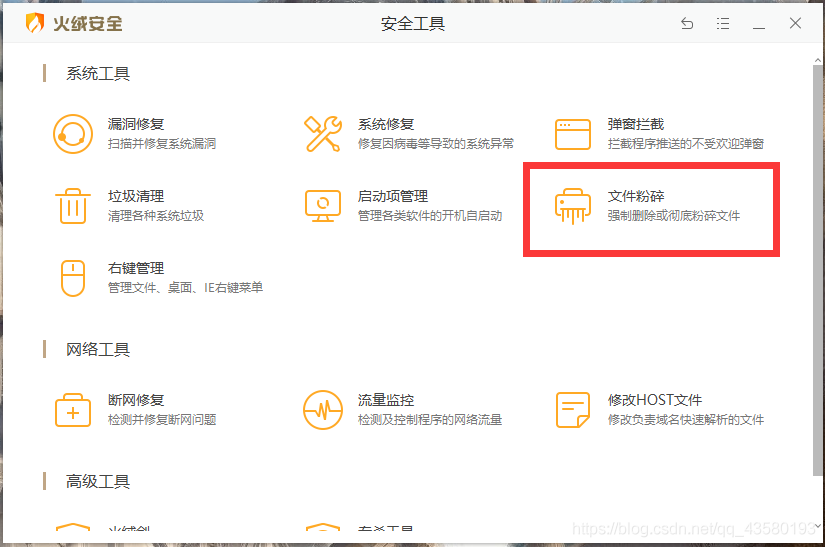 火绒安全
安全工具
系统工具
漏洞修复
扫描并修复系统漏洞
系统修复
修复因病毒等导致的系统异常
弹窗拦截
拦截程序推送的不受欢迎弹窗
垃圾清理
清理各种系统垃圾
启动项管理
管理各类软件的开机自启动
文件粉碎
强制删除或彻底粉碎文件
右键管理
管理文件、桌面、IE右键菜单
网络工具
断网修复
检测并修复断网问题
流量监控
检测及控制程序的网络流量
修改HOST文件
修改负责域名快速解析的文件
高级工具
火绒剑
专杀工具
https://blog.csdn.net/qq_43580193